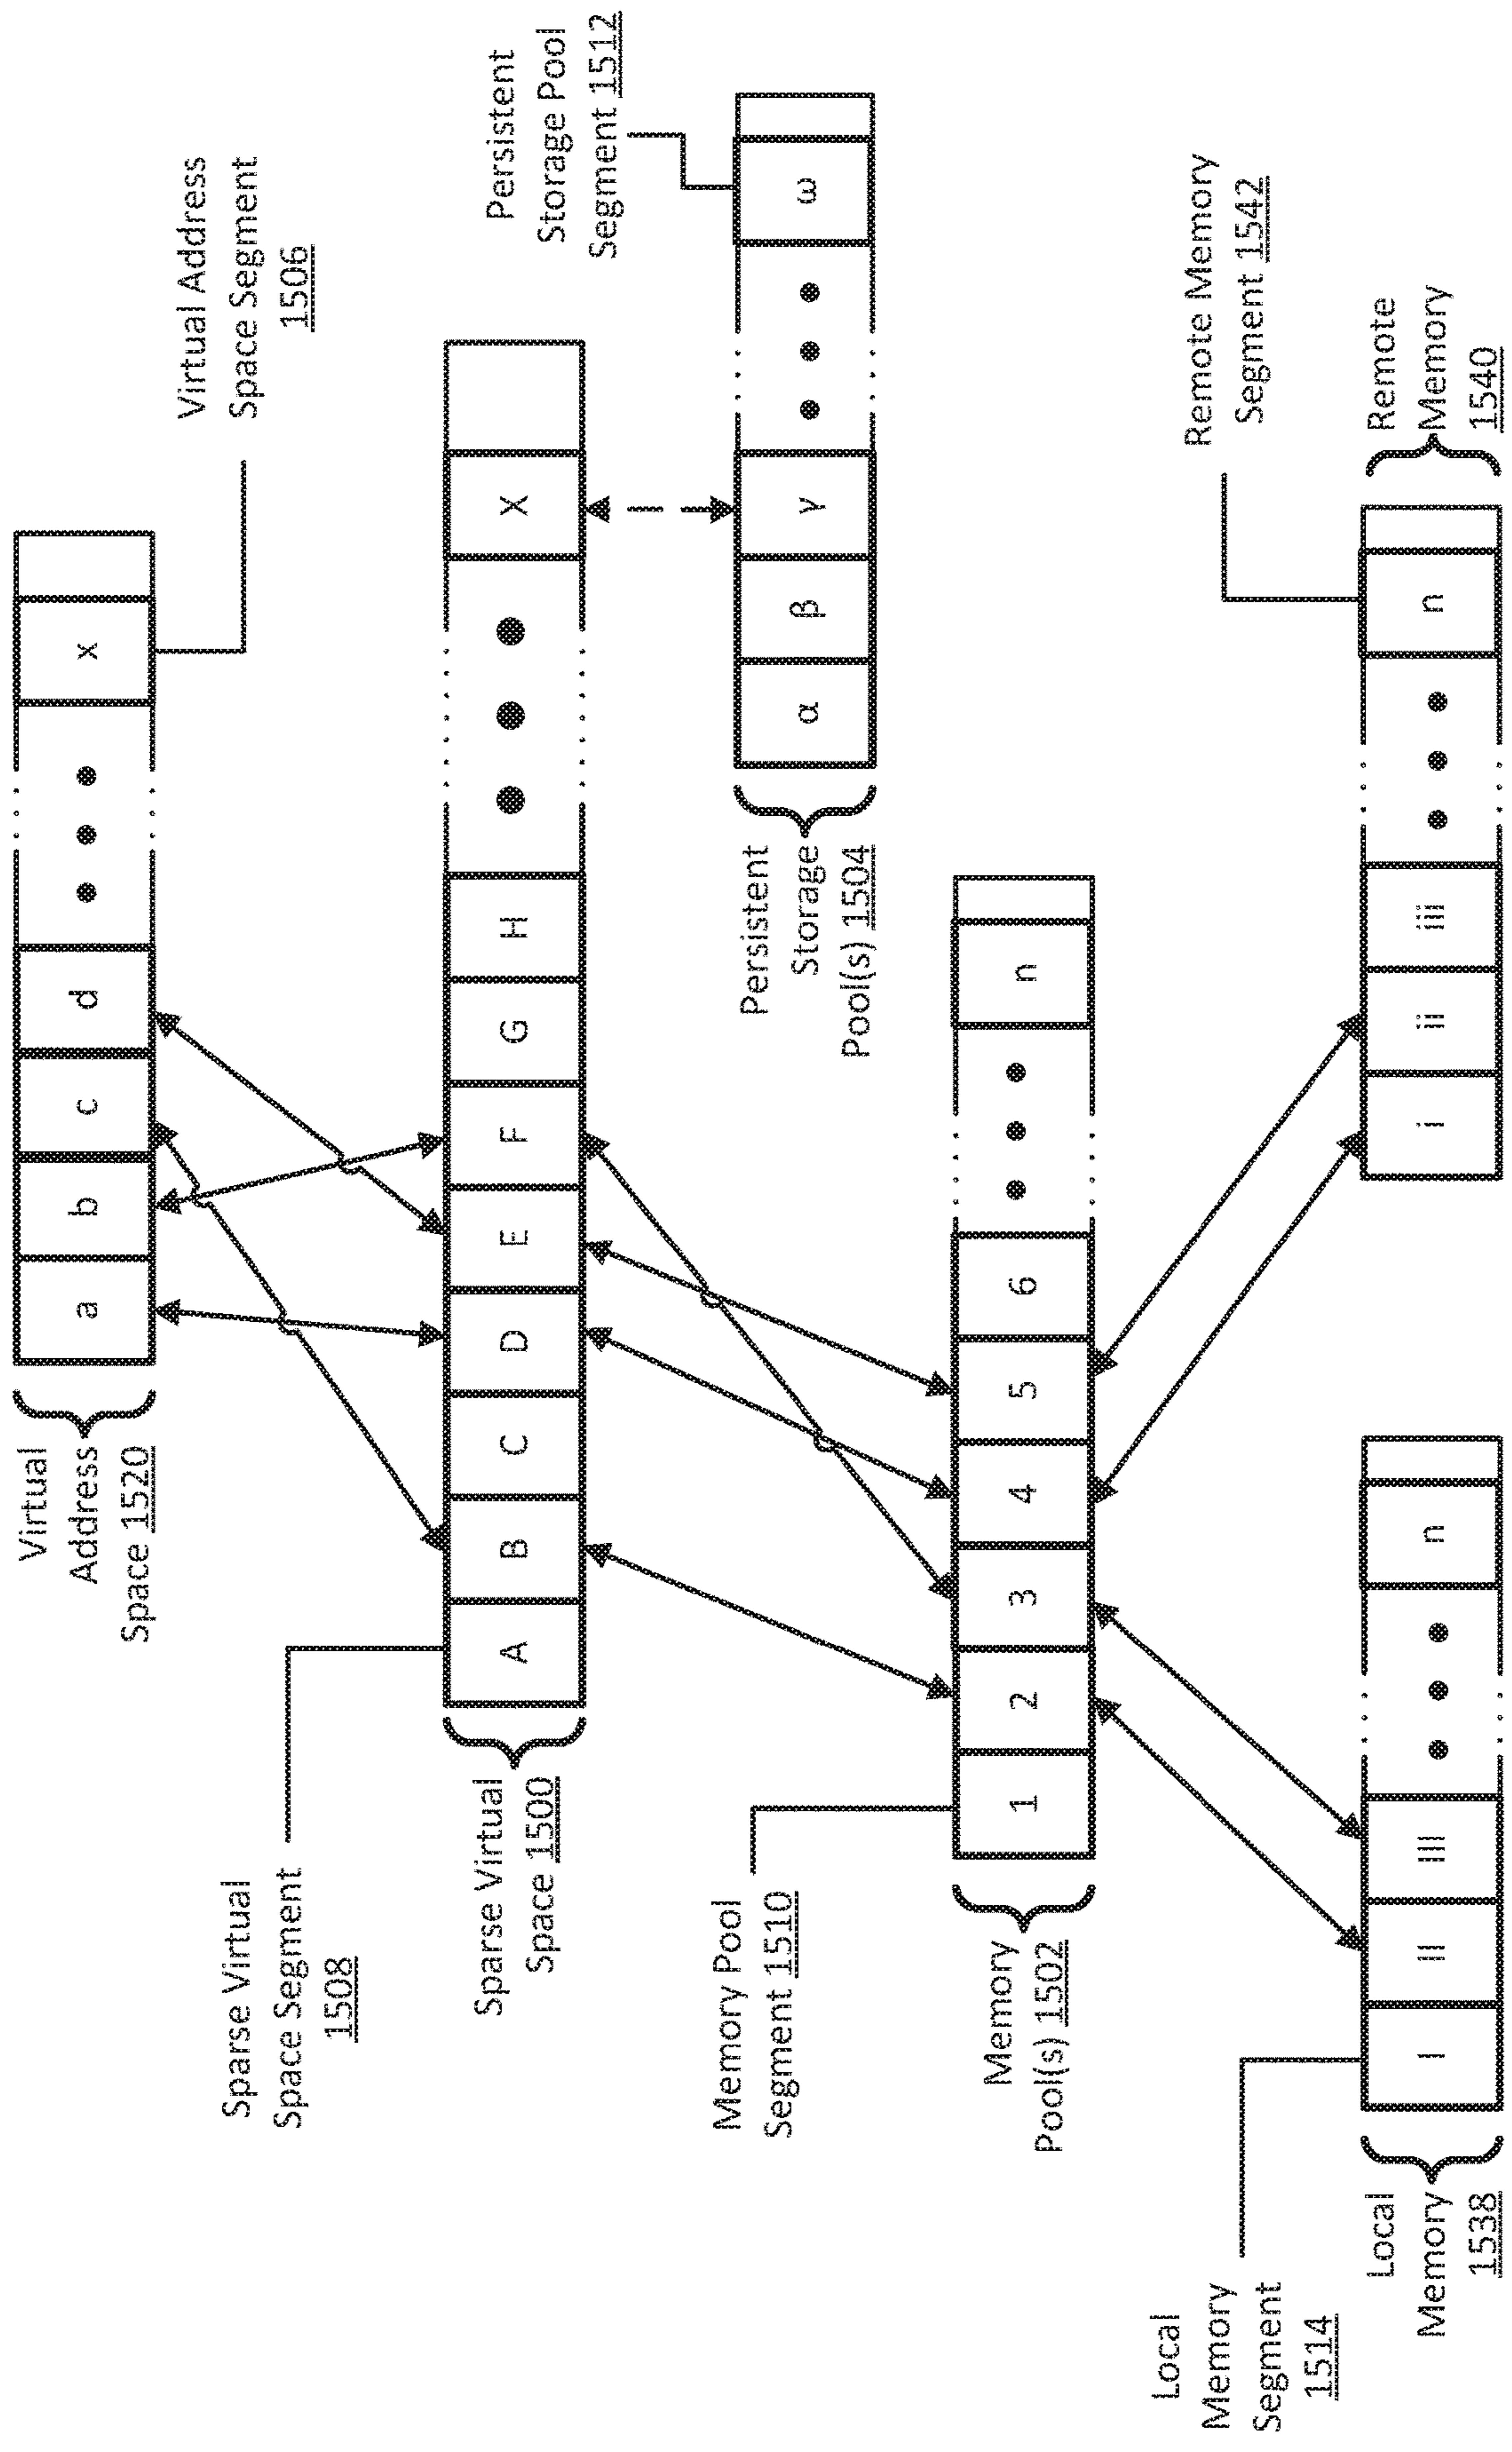 Virtual
Address
Space 1520
a
b
c
d
x
Virtual Address
Space Segment
1506
Sparse Virtual
Space Segment
1508
Sparse Virtual
Space 1500
A
B
C
D
E
F
G
H
X
Persistent
Storage Pool
Segment 1512
Persistent
Storage
Pool(s) 1504
α
β
γ
ω
Memory Pool
Segment 1510
Memory
Pool(s) 1502
1
2
3
4
5
6
n
Local
Memory
Segment
1514
Local
Memory
1538
I
II
III
n
Remote Memory
Segment 1542
i
ii
iii
n
Remote
Memory
1540